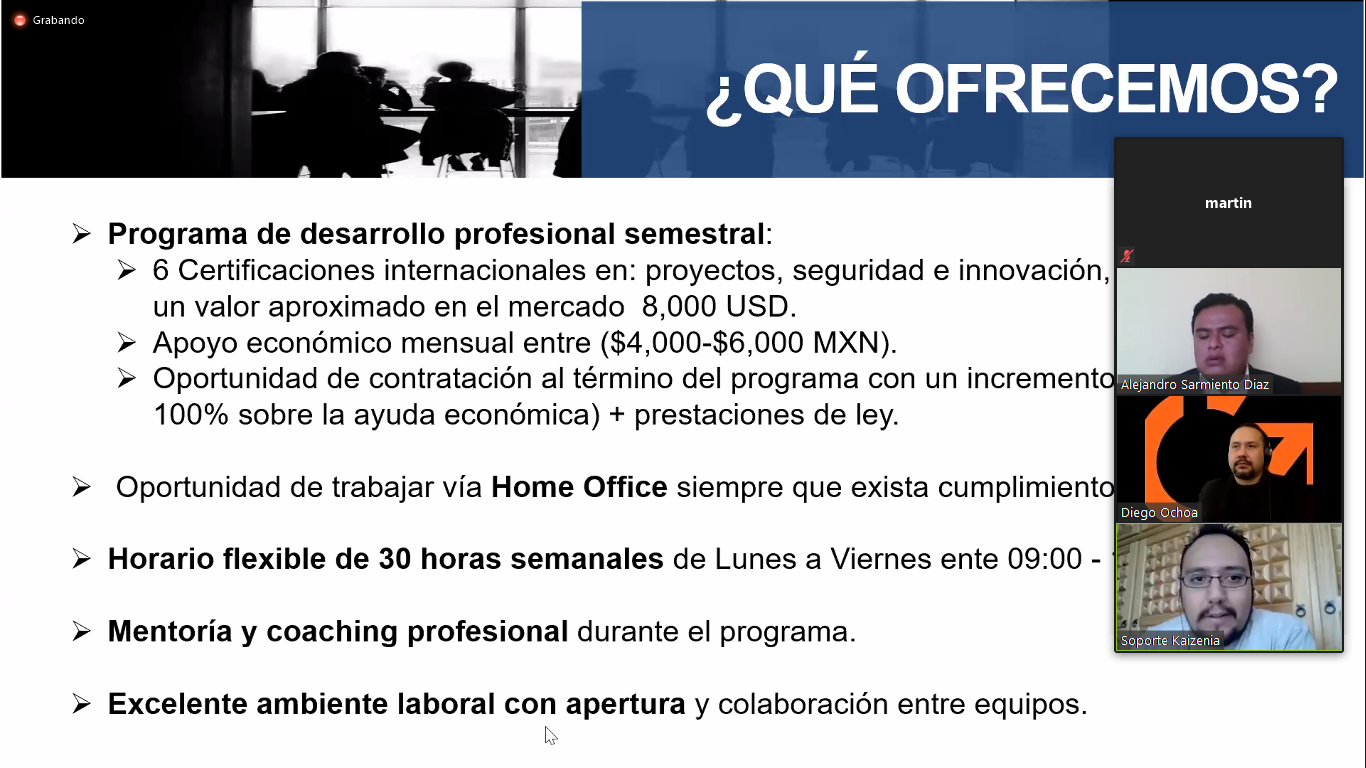 Grabando
¿QUÉ OFRECEMOS?
martin
Programa de desarrollo profesional semestral:
6 Certificaciones internacionales en: proyectos, seguridad e innovación,
un valor aproximado en el mercado 8,000 USD.
Alejandro Sarmiento Diaz
Apoyo económico mensual entre ($4,000-$6,000 MXN).
Oportunidad de contratación al término del programa con un incremento
100% sobre la ayuda económica) + prestaciones de ley.
Diego Ochoa
Oportunidad de trabajar vía Home Office siempre que exista cumplimiento
Horario flexible de 30 horas semanales de Lunes a Viernes ente 09:00 -
Soporte Kaizenia
Mentoría y coaching profesional durante el programa.
Excelente ambiente laboral con apertura y colaboración entre equipos.